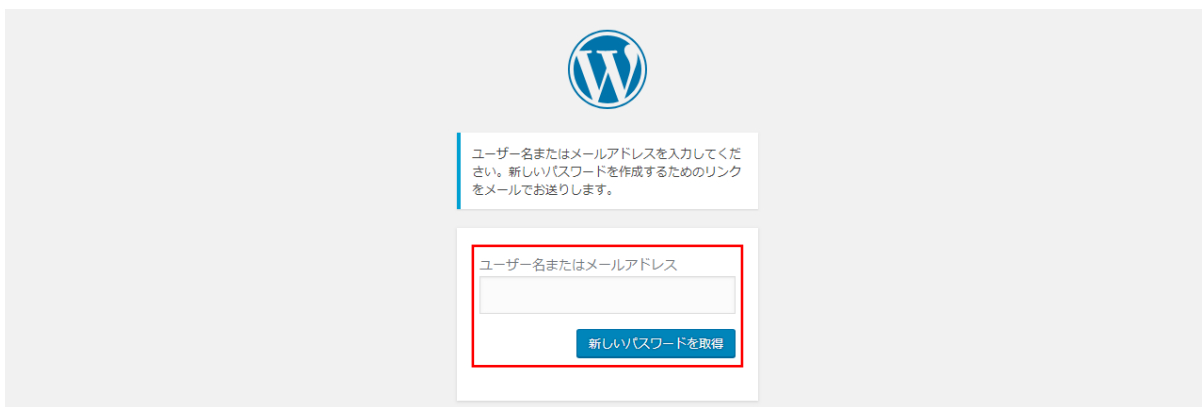 ユーザー名またはメールアドレスを入力してくだ
さい。新しいパスワードを作成するためのリンク
をメールでお送りします。
ユーザー名またはメールアドレス
新しいパスワードを取得